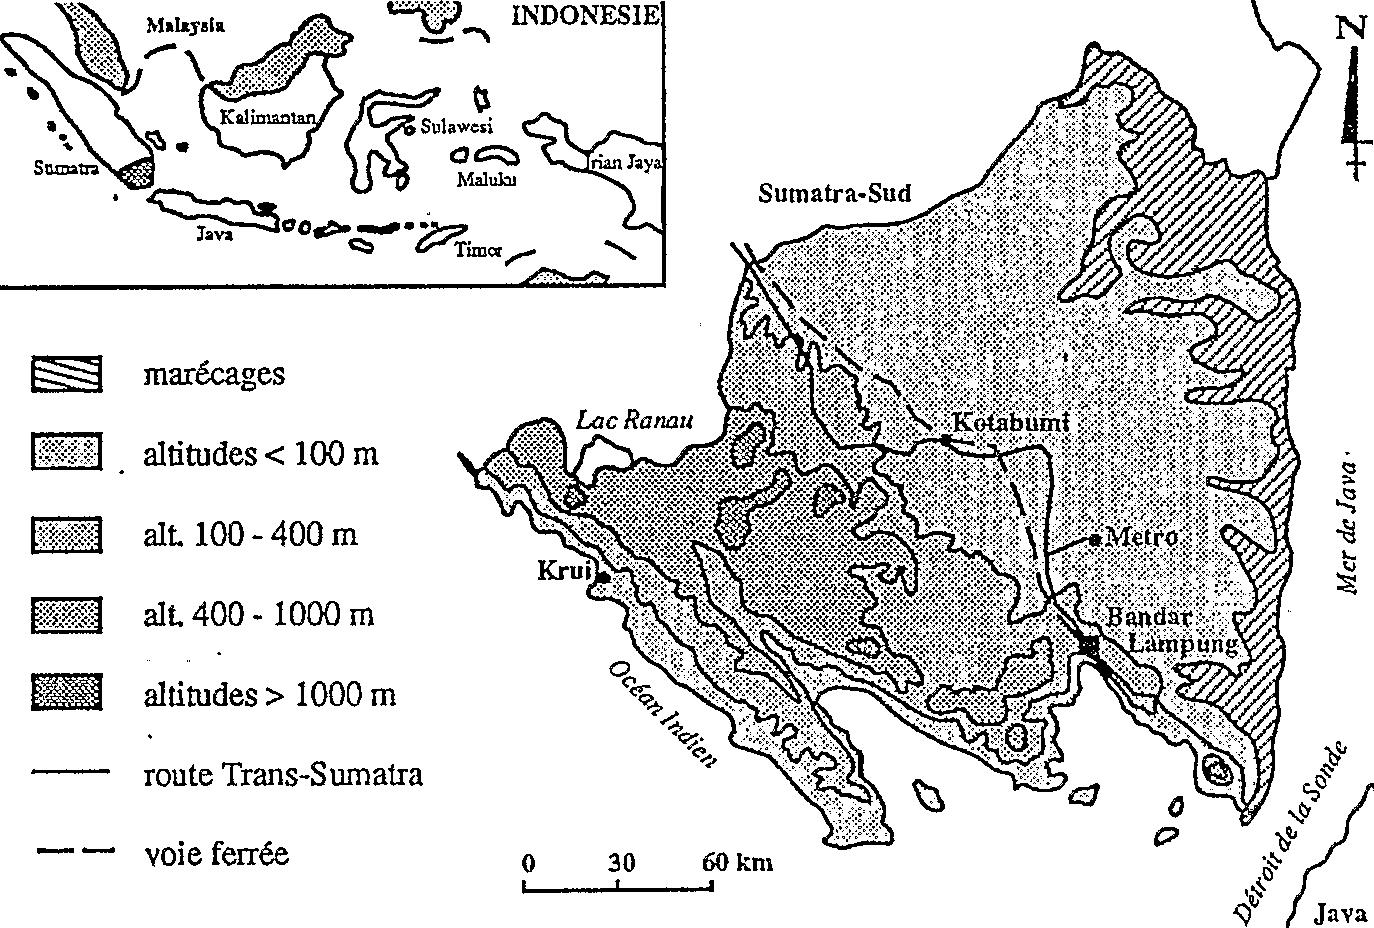 INDONESIE
Malaysia
Kalimantan
Sulawesi
Sumatra
Maluku
Irian Jaya
Java
Timor
N
Sumatra-Sud
marécages
altitudes < 100 m
alt. 100 - 400 m
alt. 400 - 1000 m
altitudes > 1000 m
route Trans-Sumatra
voie ferrée
Lac Ranau
Kotabumi
Metro
Krui
Bandar
Lampung
Mer de Java
Océan Indien
Détroit de la Sonde
Java
0 30 60 km